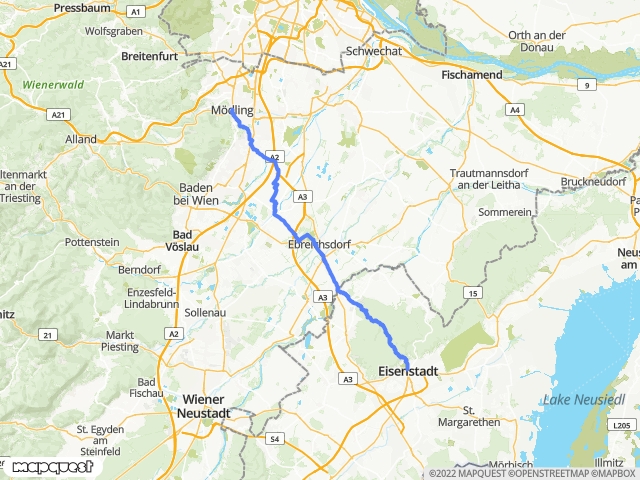 Pressbaum
A1
Wolfsgraben
Orth an der
Donau
Schwechat
Breitenfurt
A21
Fischamend
Wienerwald
9
A4
A21
Mödling
Alland
A2
Altenmarkt
an der
Triesting
Trautmannsdorf
an der Leitha
Bruckneudorf
Baden
bei Wien
A3
Sommerein
Bad
Vöslau
Pottenstein
Ebreichsdorf
Neus
am
Berndorf
Enzesfeld-
Lindabrunn
A3
15
Sollenau
21
A2
Markt
Piesting
Eisenstadt
A3
Bad
Fischau
Wiener
Neustadt
Lake Neusiedl
St.
Margarethen
L205
St. Egyden
am
Steinfeld
S4
Mörbisch
Illmitz
mapquest
©2022 MAPQUEST ©OPENSTREETMAP ©MAPBOX